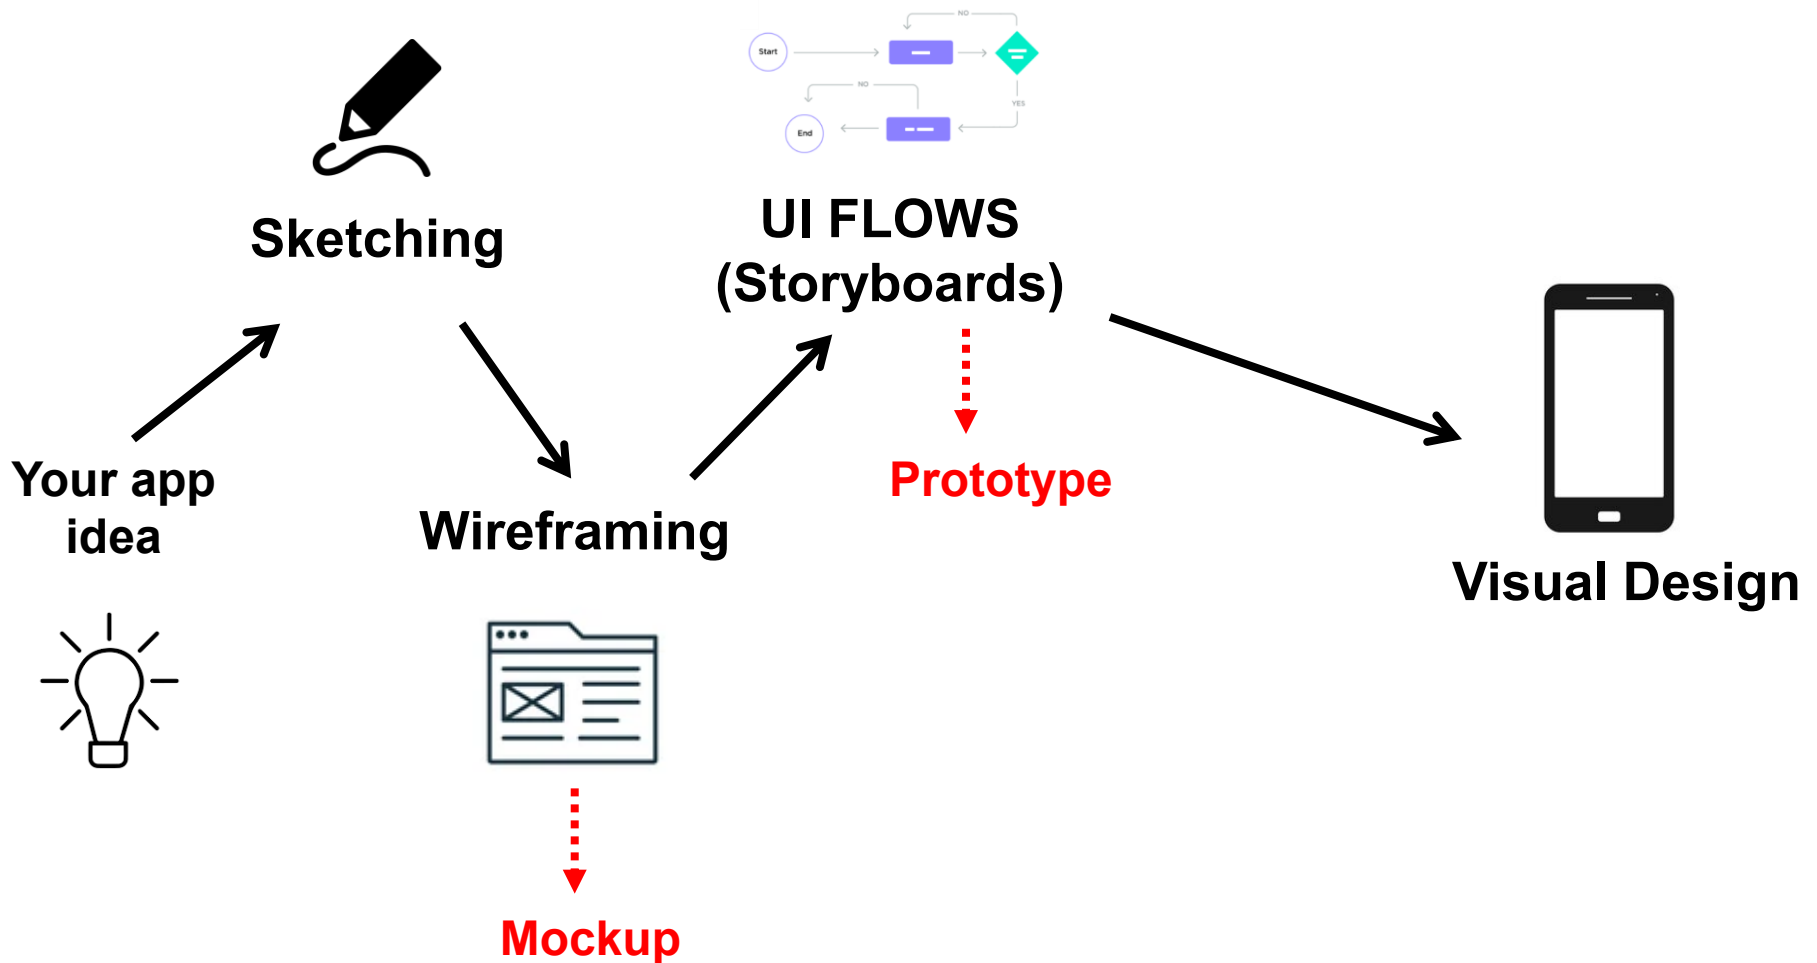 NO
Start
NO
YES
End
Sketching
UI FLOWS
(Storyboards)
Your app
idea
Wireframing
Prototype
Visual Design
Mockup